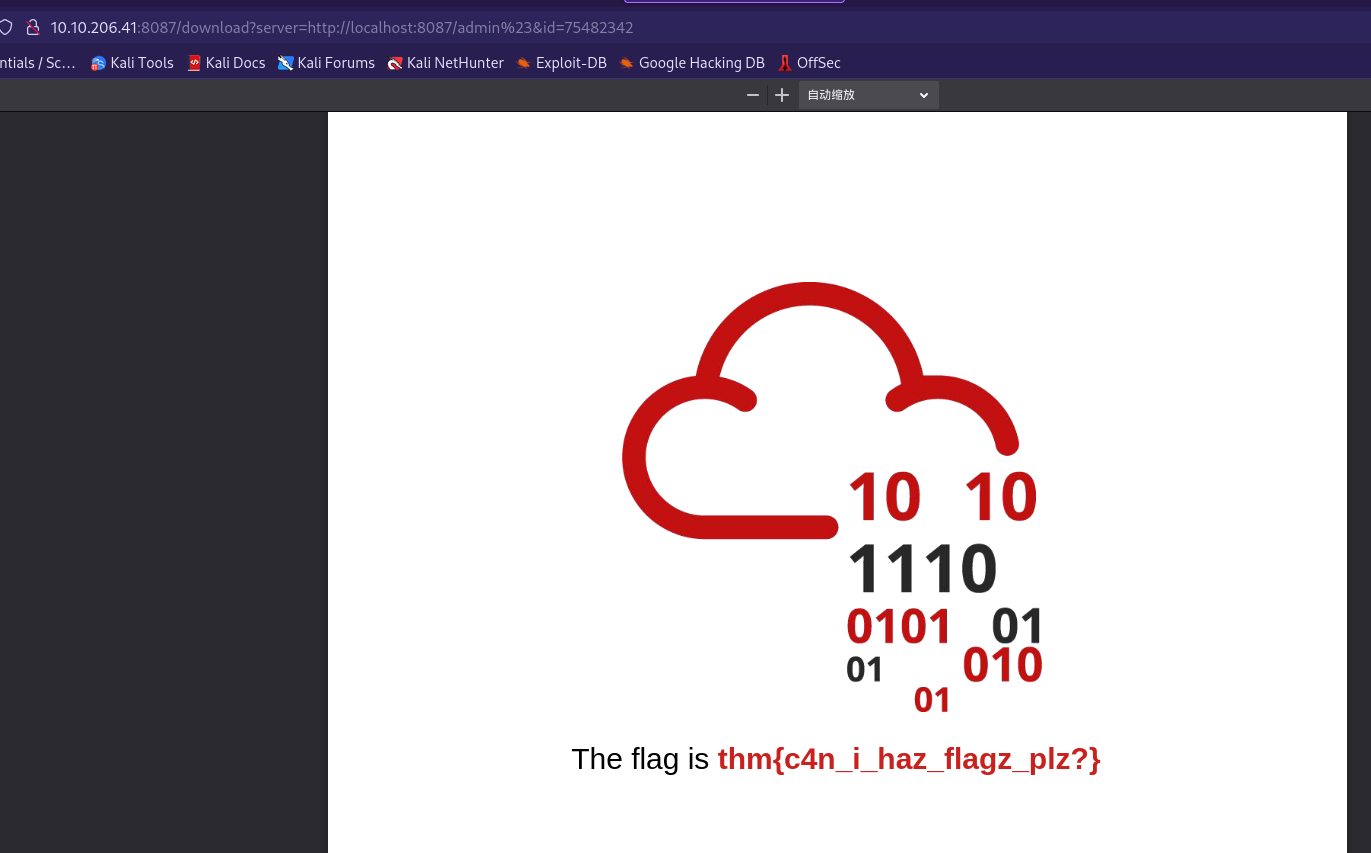 10.10.206.41:8087/download?server=http://localhost:8087/admin%23&id=75482342
ntials / Sc… Kali Tools Kali Docs Kali Forums Kali NetHunter Exploit-DB Google Hacking DB OffSec
自动缩放
10 10
1110
0101 01
01 010
01
The flag is thm{c4n_i_haz_flagz_plz?}